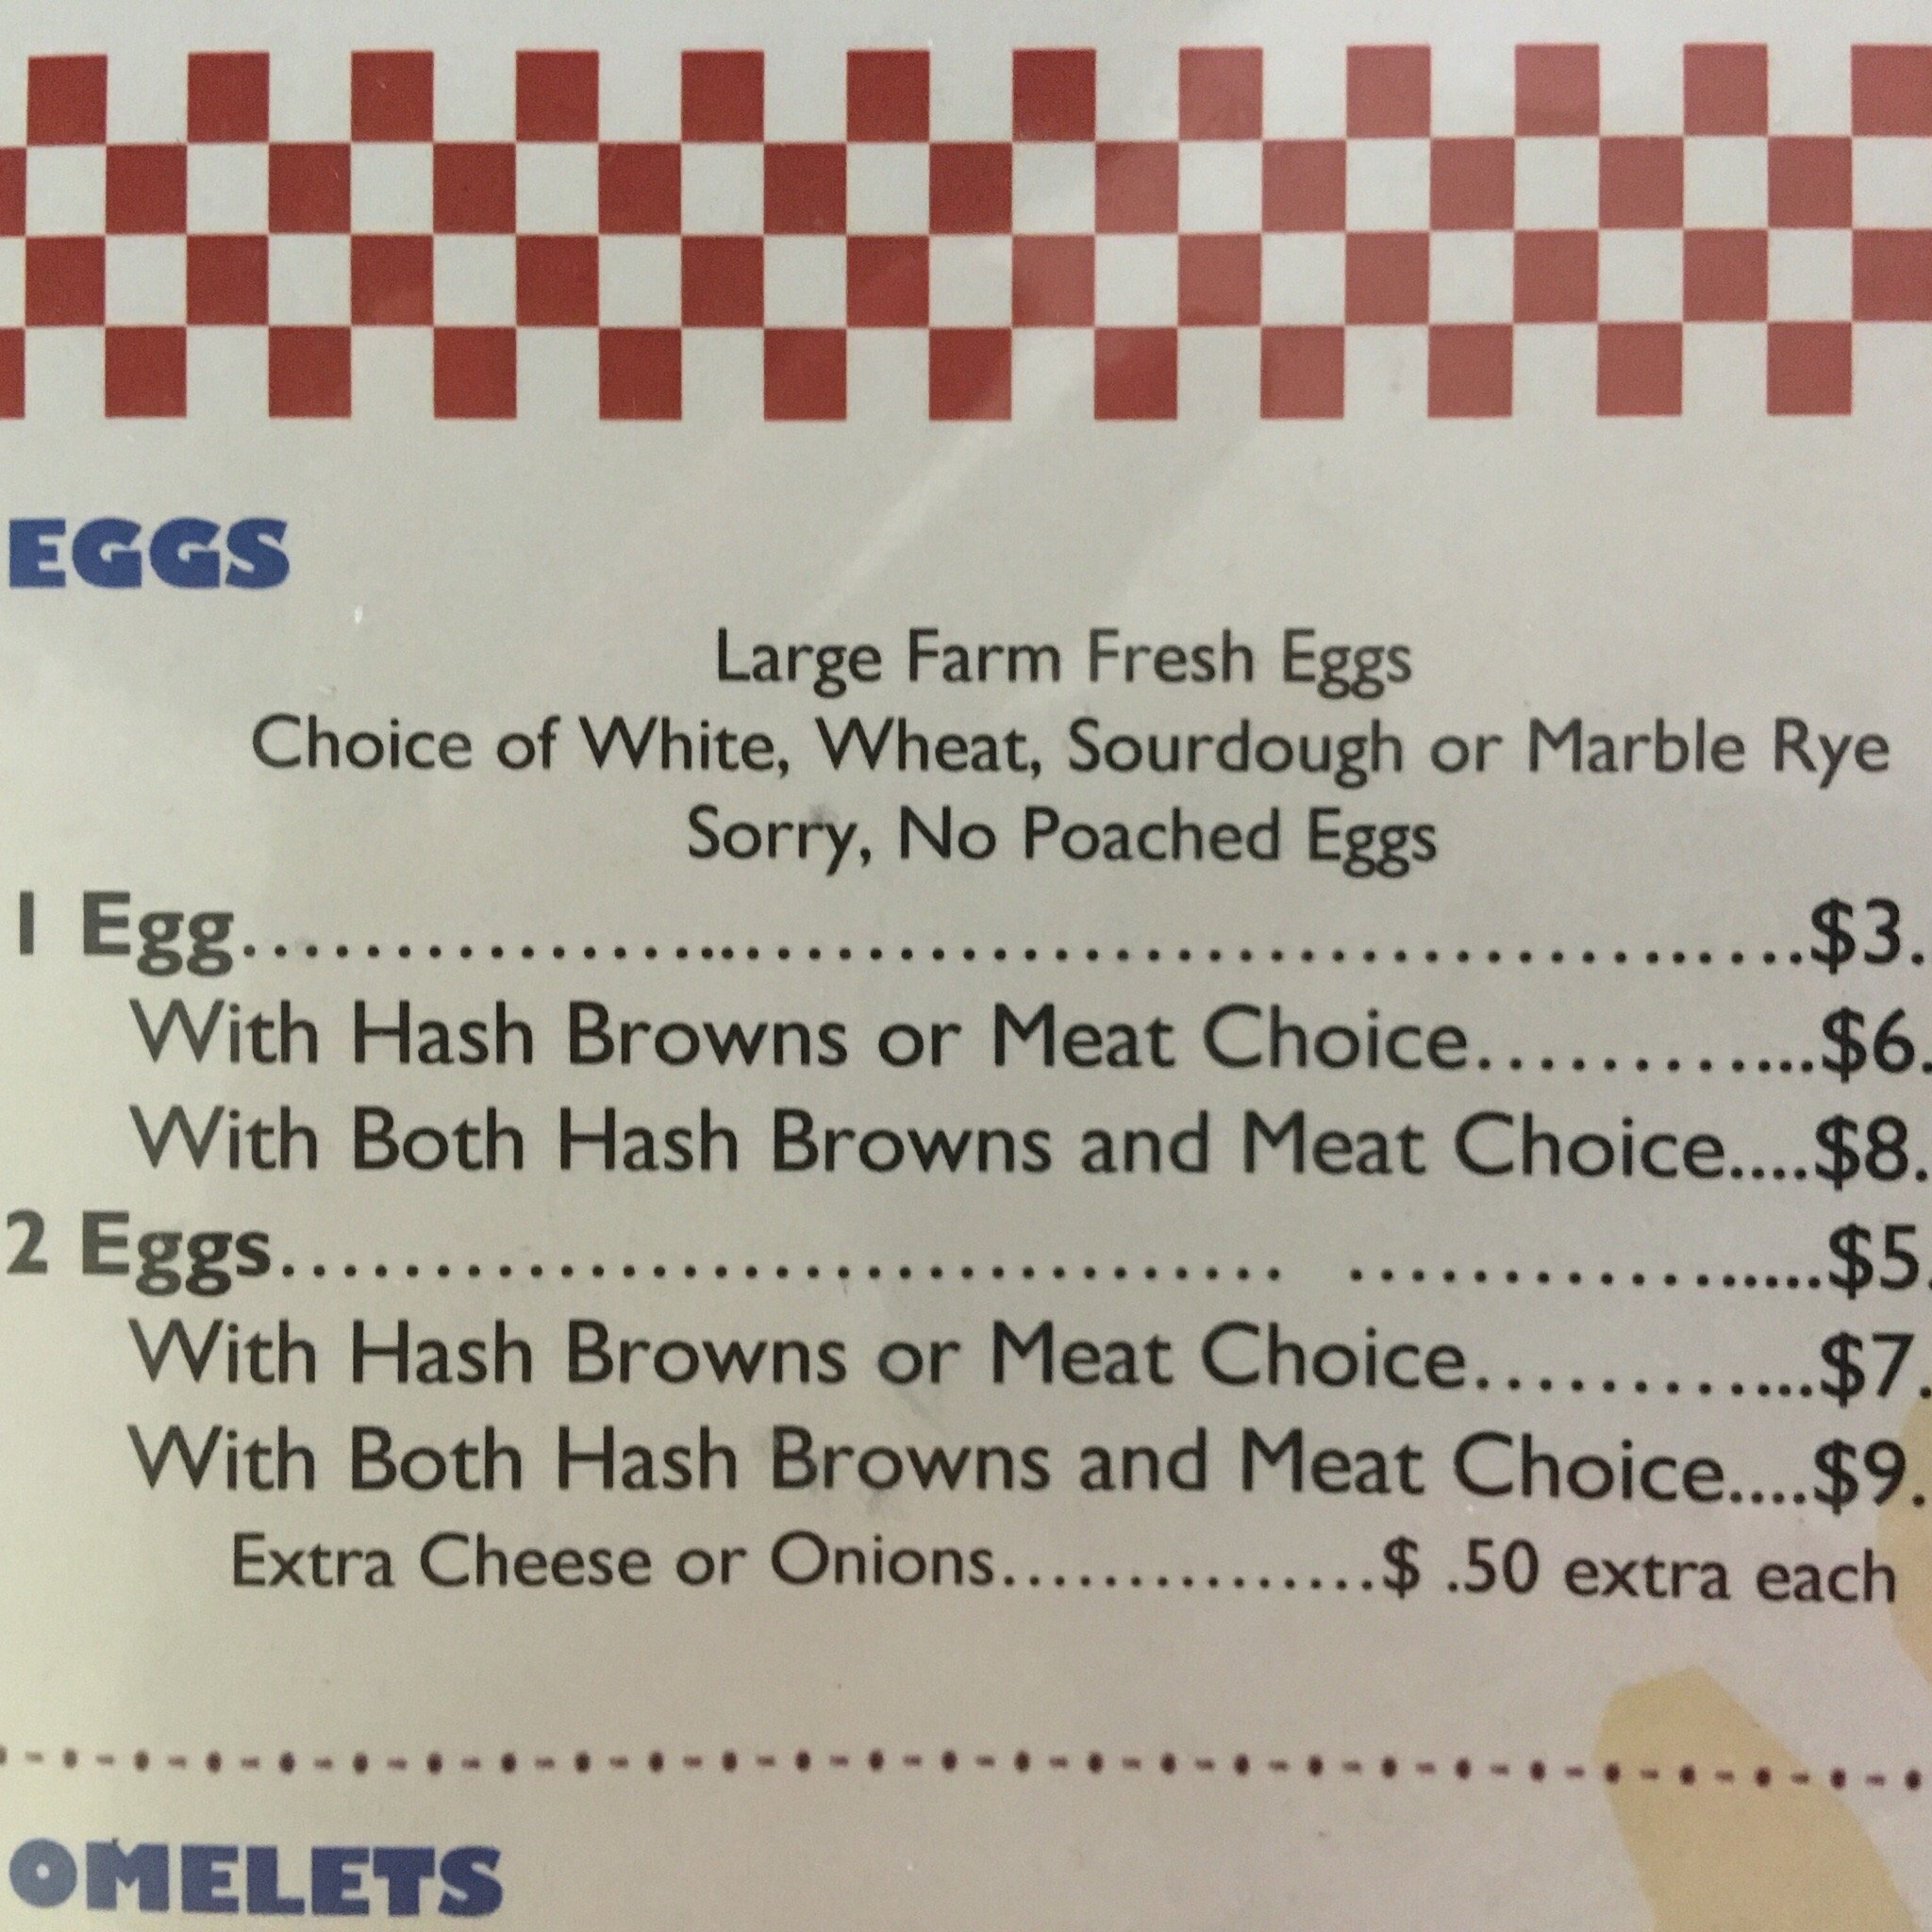 EGGS
Large Farm Fresh Eggs
Choice of White, Wheat, Sourdough or Marble Rye
Sorry, No Poached Eggs
1 Egg......................................................$3.
With Hash Browns or Meat Choice............$6.
With Both Hash Browns and Meat Choice....$8.
2 Eggs................................. .................$5.
With Hash Browns or Meat Choice............$7.
With Both Hash Browns and Meat Choice....$9.
Extra Cheese or Onions................$ .50 extra each
OMELETS